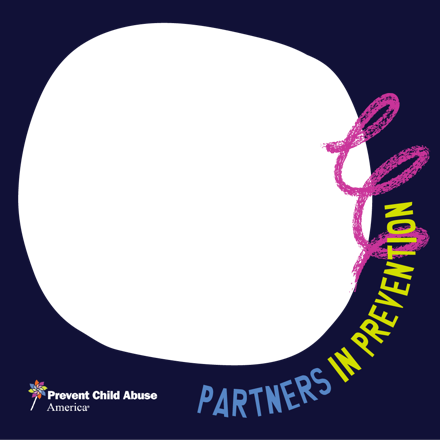 PARTNERS IN PREVENTION
Prevent Child Abuse
America®